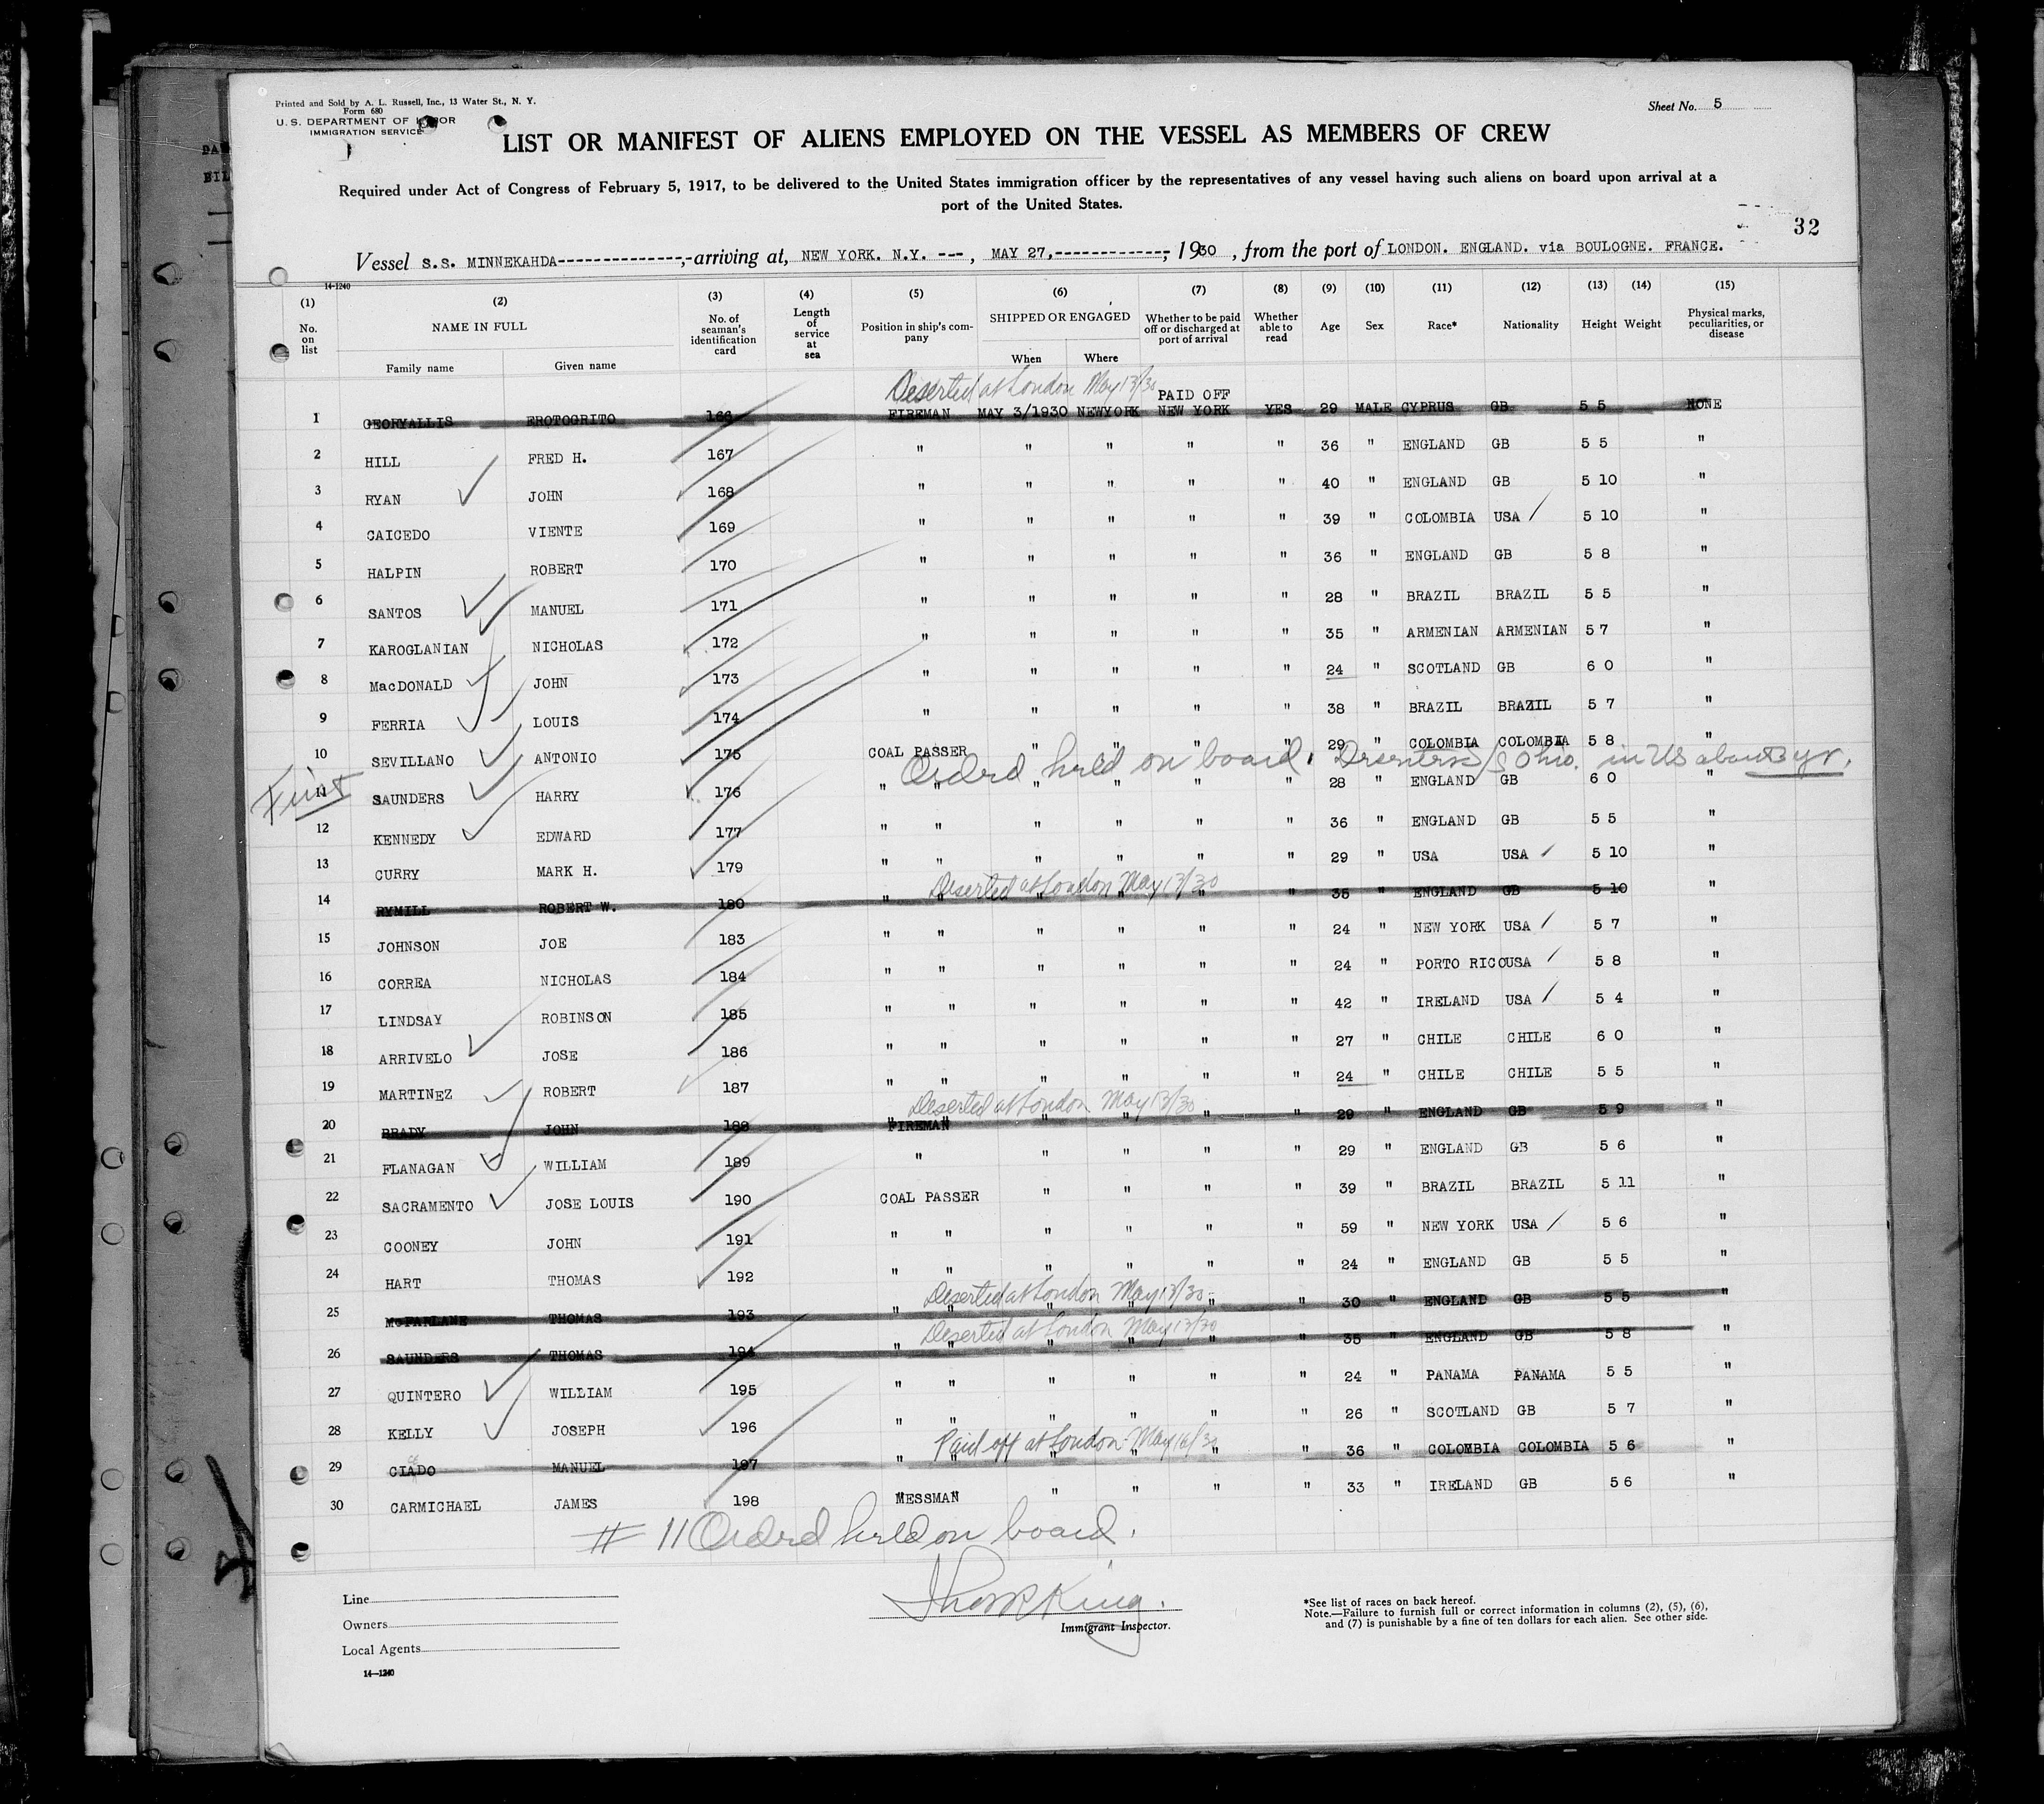 Printed and Sold by A. L. Russell, Inc., 13 Water St., N. Y.
Form 680
U. S. DEPARTMENT OF LABOR
IMMIGRATION SERVICE
Sheet No. 5
LIST OR MANIFEST OF ALIENS EMPLOYED ON THE VESSEL AS MEMBERS OF CREW
Required under Act of Congress of February 5, 1917, to be delivered to the United States immigration officer by the representatives of any vessel having such aliens on board upon arrival at a
port of the United States.
32
Vessel S.S. MINNEKAHDA--------------,-arriving at, NEW YORK. N.Y. ---, MAY 27,-------------, 1930, from the port of LONDON. ENGLAND. via BOULOGNE. FRANCE.
14-1240
(1) (2) (3) (4) (5) (6) (7) (8) (9) (10) (11) (12) (13) (14) (15)
No. on list NAME IN FULL No. of seaman's identification card Length of service at sea Position in ship's company SHIPPED OR ENGAGED Whether to be paid off or discharged at port of arrival Whether able to read Age Sex Race* Nationality Height Weight Physical marks, peculiarities, or disease
Family name Given name When Where
Deserted at London May 13/30
PAID OFF
1 GEORYALLIS EROTOGRITO 166 FIREMAN MAY 3/1930 NEWYORK NEW YORK YES 29 MALE CYPRUS GB 5 5 NONE
2 HILL FRED H. 167 " " " " " 36 " ENGLAND GB 5 5 "
3 RYAN JOHN 168 " " " " " 40 " ENGLAND GB 5 10 "
4 CAICEDO VIENTE 169 " " " " " 39 " COLOMBIA USA 5 10 "
5 HALPIN ROBERT 170 " " " " " 36 " ENGLAND GB 5 8 "
6 SANTOS MANUEL 171 " " " " " 28 " BRAZIL BRAZIL 5 5 "
7 KAROGLANIAN NICHOLAS 172 " " " " " 35 " ARMENIAN ARMENIAN 5 7 "
8 MacDONALD JOHN 173 " " " " " 24 " SCOTLAND GB 6 0 "
9 FERRIA LOUIS 174 " " " " " 38 " BRAZIL BRAZIL 5 7 "
10 SEVILLANO ANTONIO 175 COAL PASSER " " " " 29 " COLOMBIA COLOMBIA 5 8 "
Ordrd held on board. Deserter S/S Ohio. in US about 3 yr.
11 SAUNDERS HARRY 176 " " " " " " 28 " ENGLAND GB 6 0 "
12 KENNEDY EDWARD 177 " " " " " " 36 " ENGLAND GB 5 5 "
13 CURRY MARK H. 179 " " " " " " 29 " USA USA 5 10 "
Deserted at London May 13/30
14 RYMILL ROBERT W. 180 " " " " " " 35 " ENGLAND GB 5 10 "
15 JOHNSON JOE 183 " " " " " " 24 " NEW YORK USA 5 7 "
16 CORREA NICHOLAS 184 " " " " " " 24 " PORTO RICO USA 5 8 "
17 LINDSAY ROBINSON 185 " " " " " " 42 " IRELAND USA 5 4 "
18 ARRIVELO JOSE 186 " " " " " " 27 " CHILE CHILE 6 0 "
19 MARTINEZ ROBERT 187 " " " " " " 24 " CHILE CHILE 5 5 "
Deserted at London May 13/30
20 BRADY JOHN 188 FIREMAN " " " " 29 " ENGLAND GB 5 9 "
21 FLANAGAN WILLIAM 189 " " " " " 29 " ENGLAND GB 5 6 "
22 SACRAMENTO JOSE LOUIS 190 COAL PASSER " " " " 39 " BRAZIL BRAZIL 5 11 "
23 COONEY JOHN 191 " " " " " " 59 " NEW YORK USA 5 6 "
24 HART THOMAS 192 " " " " " " 24 " ENGLAND GB 5 5 "
Deserted at London May 13/30
25 McFARLANE THOMAS 193 " " " " " " 30 " ENGLAND GB 5 5 "
Deserted at London May 13/30
26 SAUNDERS THOMAS 194 " " " " " " 35 " ENGLAND GB 5 8 "
27 QUINTERO WILLIAM 195 " " " " " " 24 " PANAMA PANAMA 5 5 "
28 KELLY JOSEPH 196 " " " " " " 26 " SCOTLAND GB 5 7 "
Paid off at London May 16/30
29 CIADO MANUEL 197 " " " " " " 36 " COLOMBIA COLOMBIA 5 6 "
30 CARMICHAEL JAMES 198 MESSMAN " " " " 33 " IRELAND GB 5 6 "
# 11 Ordrd held on board.
Line
Owners
Local Agents
14-1240
Immigrant Inspector.
*See list of races on back hereof.
Note.—Failure to furnish full or correct information in columns (2), (5), (6),
and (7) is punishable by a fine of ten dollars for each alien. See other side.